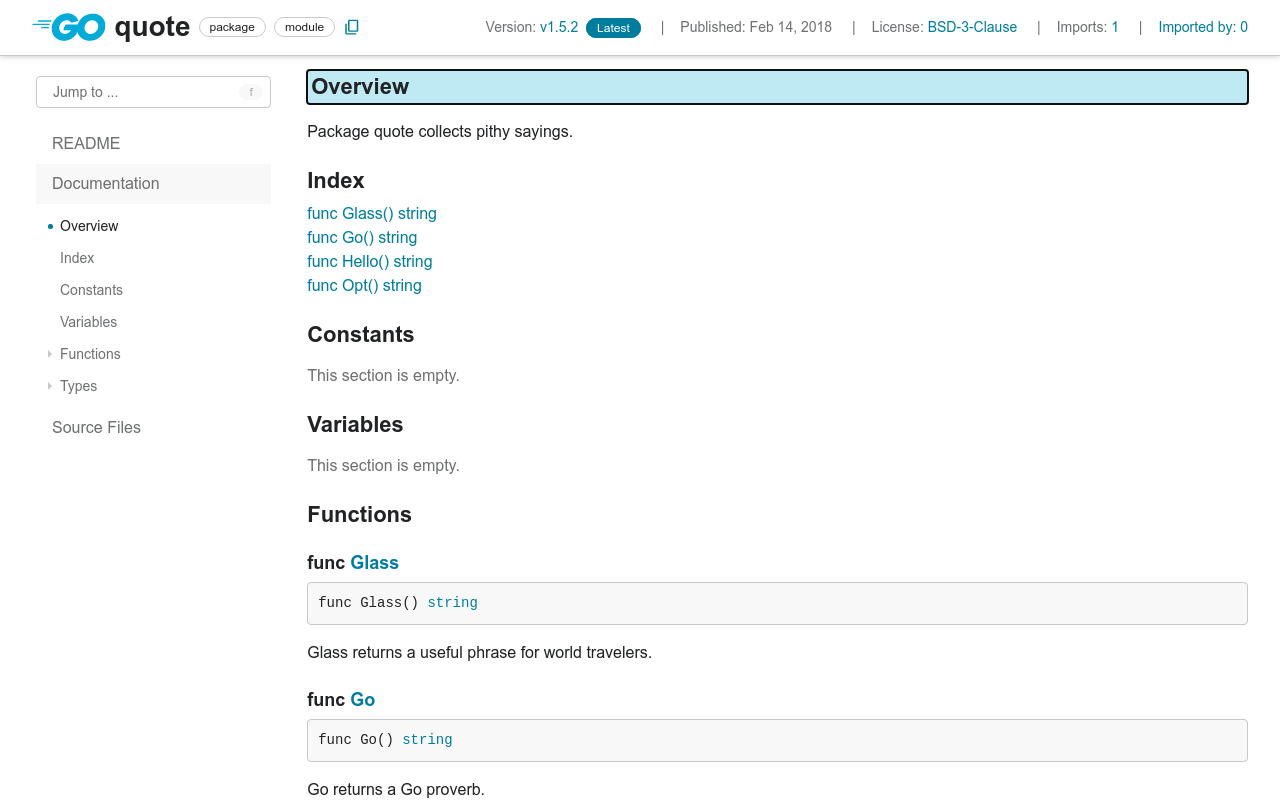 GO quote package module Version: v1.5.2 Latest | Published: Feb 14, 2018 | License: BSD-3-Clause | Imports: 1 | Imported by: 0
Jump to ... f
README
Documentation
Overview
Index
Constants
Variables
Functions
Types
Source Files
Overview
Package quote collects pithy sayings.
Index
func Glass() string
func Go() string
func Hello() string
func Opt() string
Constants
This section is empty.
Variables
This section is empty.
Functions
func Glass
func Glass() string
Glass returns a useful phrase for world travelers.
func Go
func Go() string
Go returns a Go proverb.